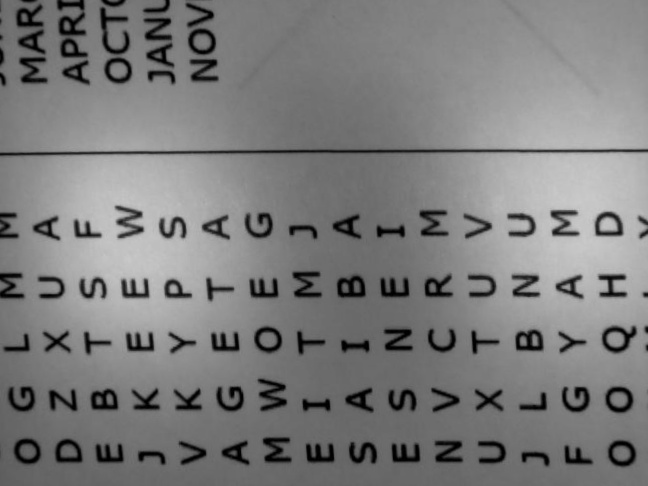 O G L M M
D Z X U A
E B T S F
J K E E W
V K Y P S
A G E T A
M W O E G
E I T M J
S A I B A
E S N E I
N V C R M
U X T U V
J L B N U
F G Y A M
O O Q H D
MARC
APRI
OCTO
JANU
NOV